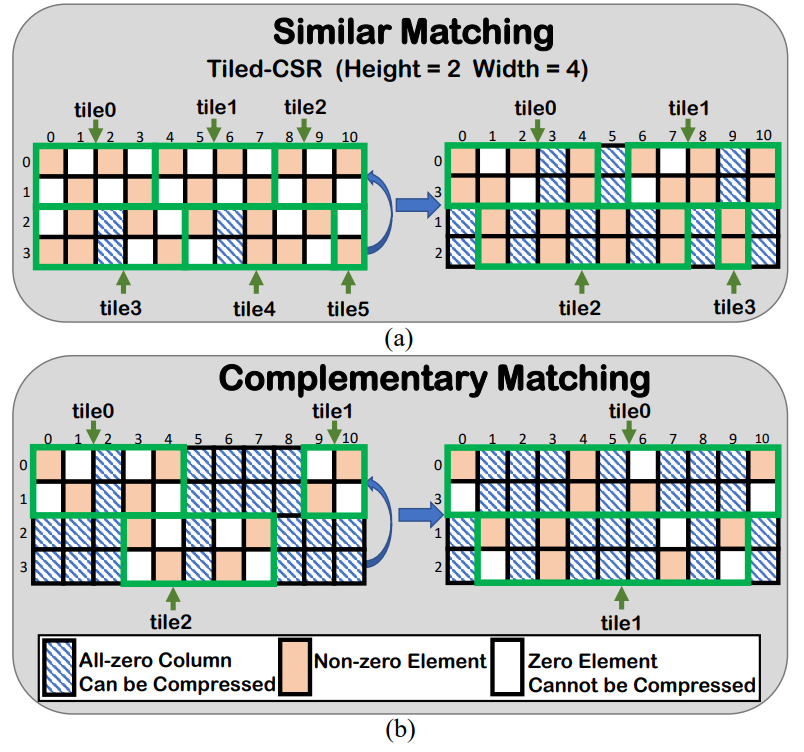 Similar Matching
Tiled-CSR (Height = 2 Width = 4)
tile0 tile1 tile2 tile0 tile1
0 1 2 3 4 5 6 7 8 9 10 0 1 2 3 4 5 6 7 8 9 10
0 0
1 3
2 1
3 2
tile3 tile4 tile5 tile2 tile3
(a)
Complementary Matching
tile0 tile1 tile0
0 1 2 3 4 5 6 7 8 9 10 0 1 2 3 4 5 6 7 8 9 10
0 0
1 3
2 1
3 2
tile2 tile1
All-zero Column Non-zero Element Zero Element
Can be Compressed Cannot be Compressed
(b)